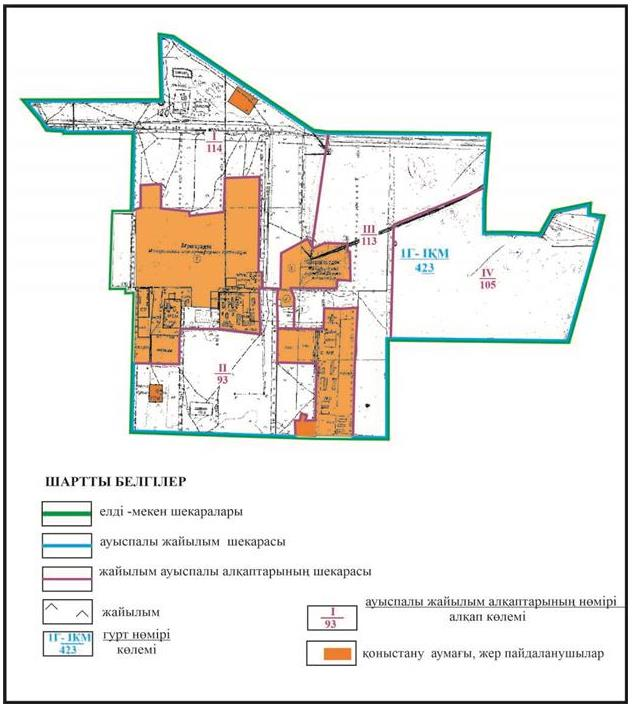 I
114
III
113
1Г- ІҚМ
423
IV
105
II
93
ШАРТТЫ БЕЛГІЛЕР
елді -мекен шекаралары
ауыспалы жайылым шекарасы
жайылым ауыспалы алқаптарының шекарасы
жайылым
1Г- ІҚМ
423
гурт нөмірі
көлемі
I
93
ауыспалы жайылым алқаптарының нөмірі
алқап көлемі
қоныстану аумағы, жер пайдаланушылар